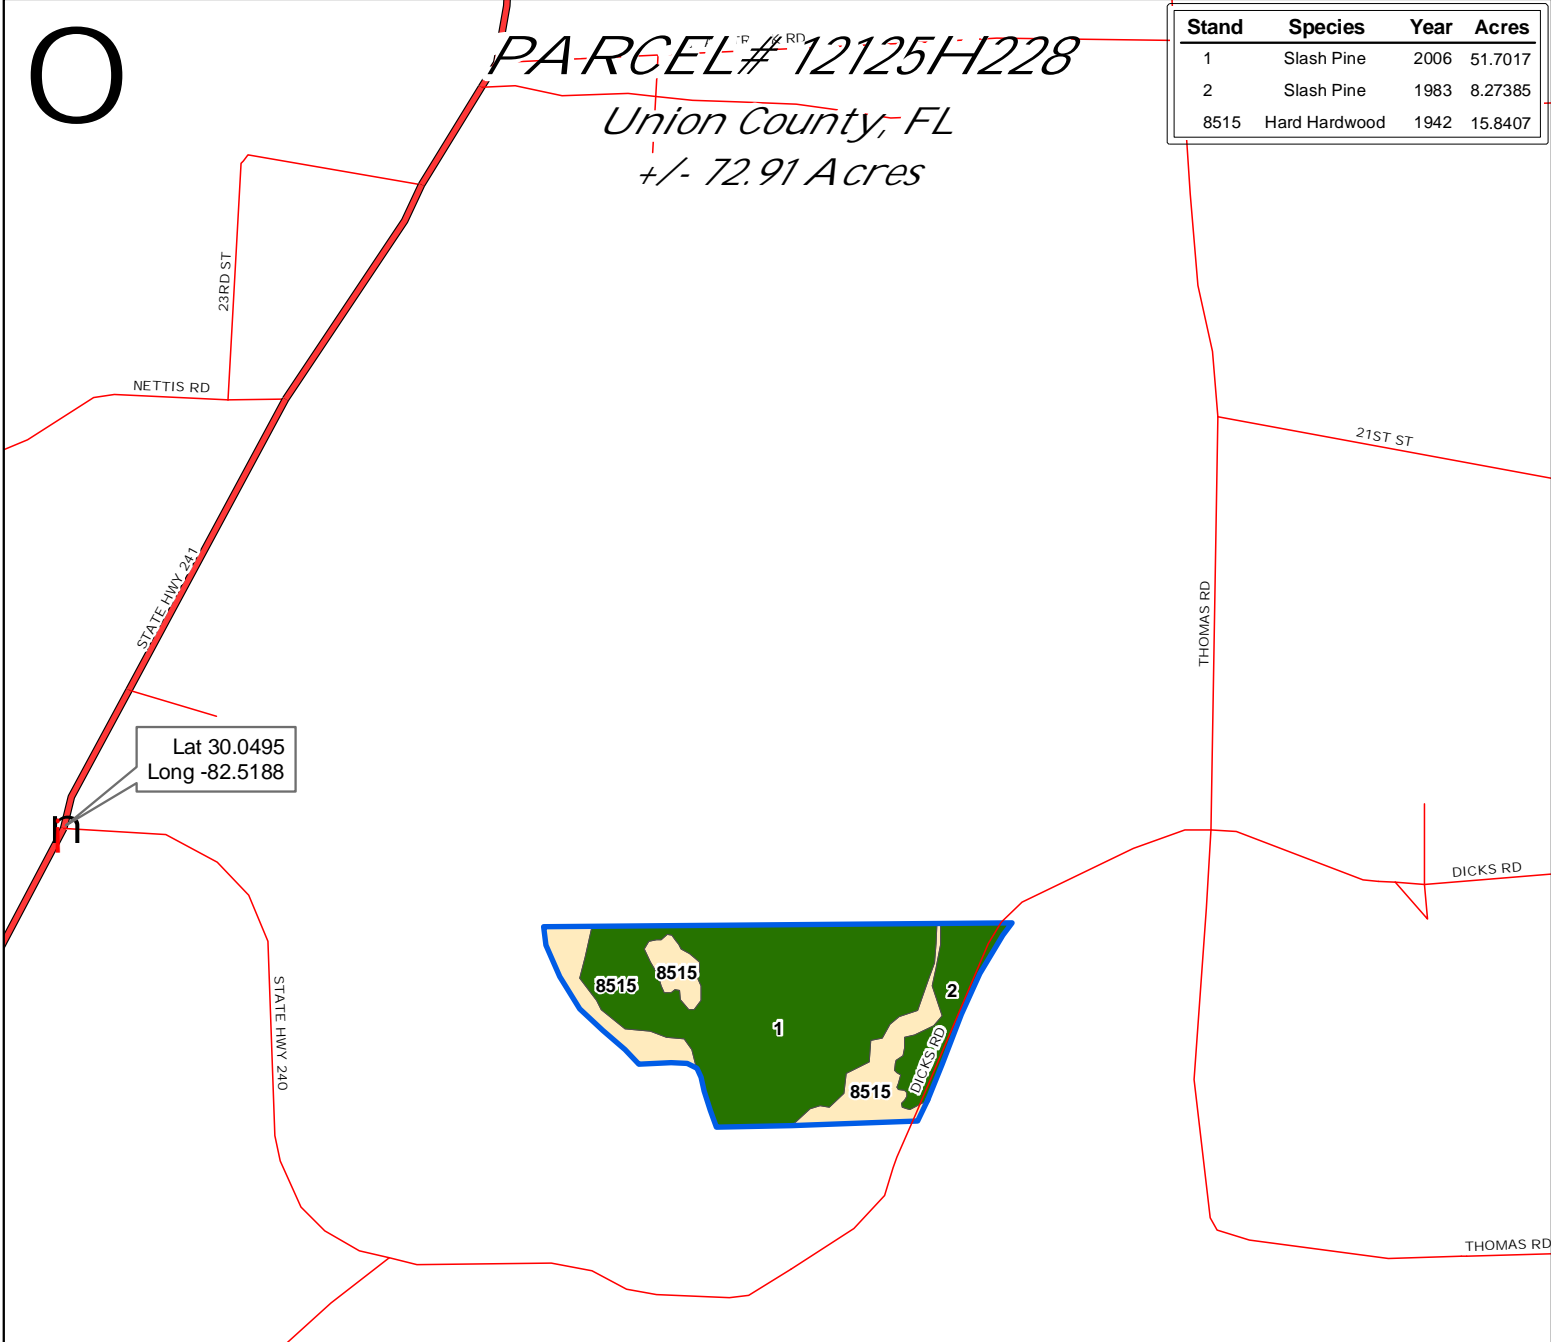 O
PARCEL# 12125H228
Union County, FL
+/- 72.91 Acres
Stand Species Year Acres
1 Slash Pine 2006 51.7017
2 Slash Pine 1983 8.27385
8515 Hard Hardwood 1942 15.8407
RD
23RD ST
NETTIS RD
21ST ST
STATE HWY 241
THOMAS RD
Lat 30.0495
Long -82.5188
n
DICKS RD
8515
8515
2
1
STATE HWY 240
DICKS RD
8515
THOMAS RD